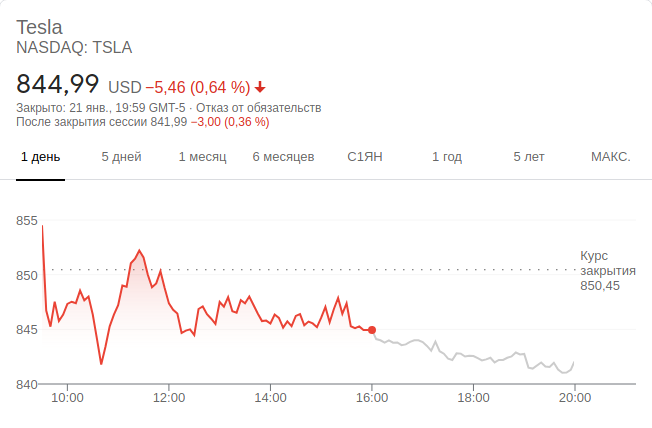 Tesla
NASDAQ: TSLA
844,99 USD −5,46 (0,64 %)
Закрыто: 21 янв., 19:59 GMT-5 · Отказ от обязательств
После закрытия сессии 841,99 −3,00 (0,36 %)
1 день 5 дней 1 месяц 6 месяцев С1ЯН 1 год 5 лет МАКС.
855
Курс
закрытия
850
850,45
845
840
10:00 12:00 14:00 16:00 18:00 20:00